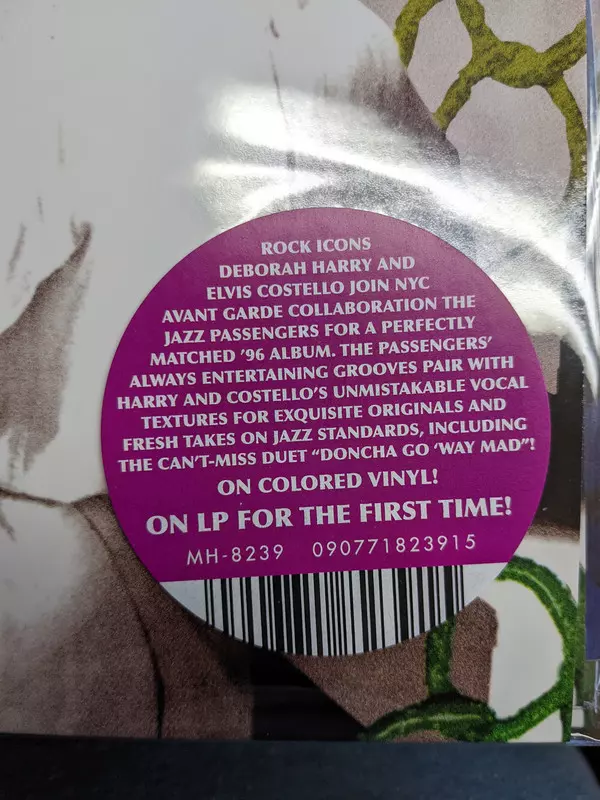 ROCK ICONS
DEBORAH HARRY AND
ELVIS COSTELLO JOIN NYC
AVANT GARDE COLLABORATION THE
JAZZ PASSENGERS FOR A PERFECTLY
MATCHED '96 ALBUM. THE PASSENGERS'
ALWAYS ENTERTAINING GROOVES PAIR WITH
HARRY AND COSTELLO'S UNMISTAKABLE VOCAL
TEXTURES FOR EXQUISITE ORIGINALS AND
FRESH TAKES ON JAZZ STANDARDS, INCLUDING
THE CAN'T-MISS DUET "DONCHA GO 'WAY MAD"!
ON COLORED VINYL!
ON LP FOR THE FIRST TIME!
MH-8239 090771823915